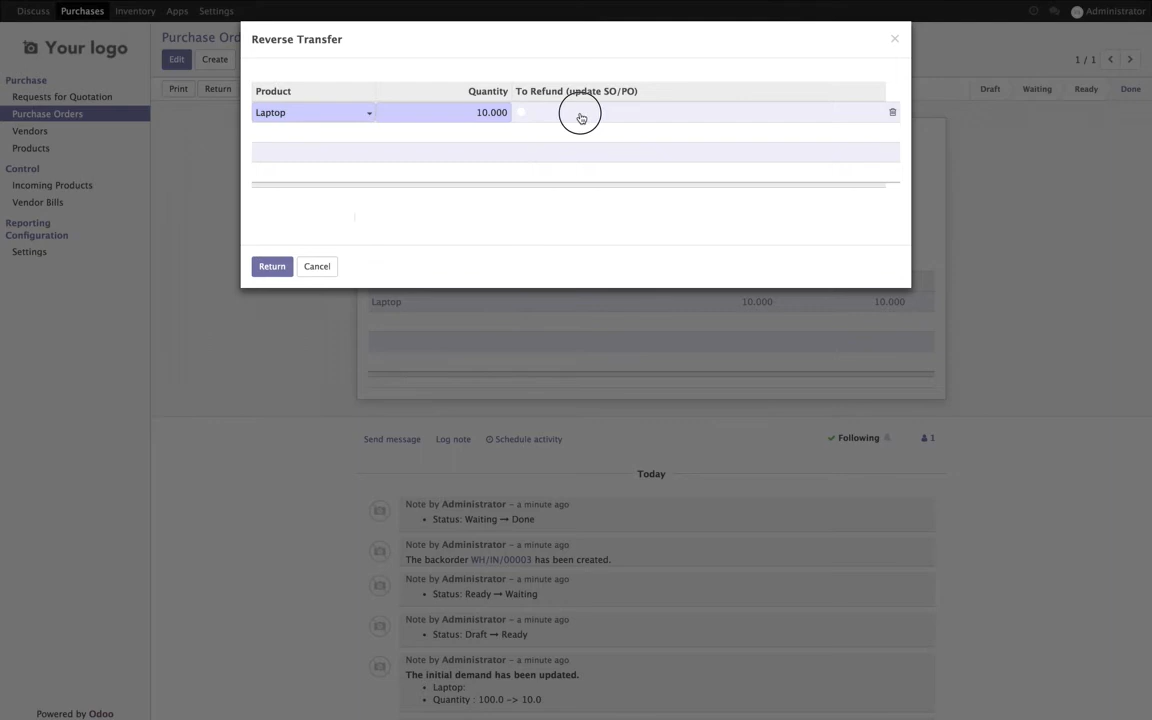 Discuss Purchases Inventory Apps Settings Administrator
Your logo
Purchase Ord
Edit Create
1 / 1
Print Return
Draft Waiting Ready Done
Purchase
Requests for Quotation
Purchase Orders
Vendors
Products
Control
Incoming Products
Vendor Bills
Reporting
Configuration
Settings
Reverse Transfer
×
Product Quantity To Refund (update SO/PO)
Laptop 10.000
Return Cancel
Laptop 10.000 10.000
Send message Log note Schedule activity
Following 1
Today
Note by Administrator – a minute ago
• Status: Waiting → Done
Note by Administrator – a minute ago
The backorder WH/IN/00003 has been created.
Note by Administrator – a minute ago
• Status: Ready → Waiting
Note by Administrator – a minute ago
• Status: Draft → Ready
Note by Administrator – a minute ago
The initial demand has been updated.
• Laptop:
• Quantity : 100.0 -> 10.0
Powered by Odoo